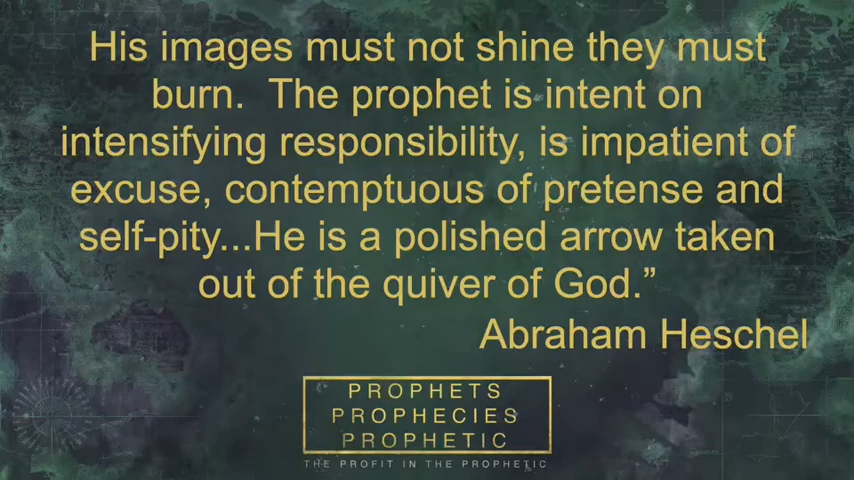 His images must not shine they must
burn.  The prophet is intent on
intensifying responsibility, is impatient of
excuse, contemptuous of pretense and
self-pity...He is a polished arrow taken
out of the quiver of God.”
Abraham Heschel
PROPHETS
PROPHECIES
PROPHETIC
THE PROFIT IN THE PROPHETIC